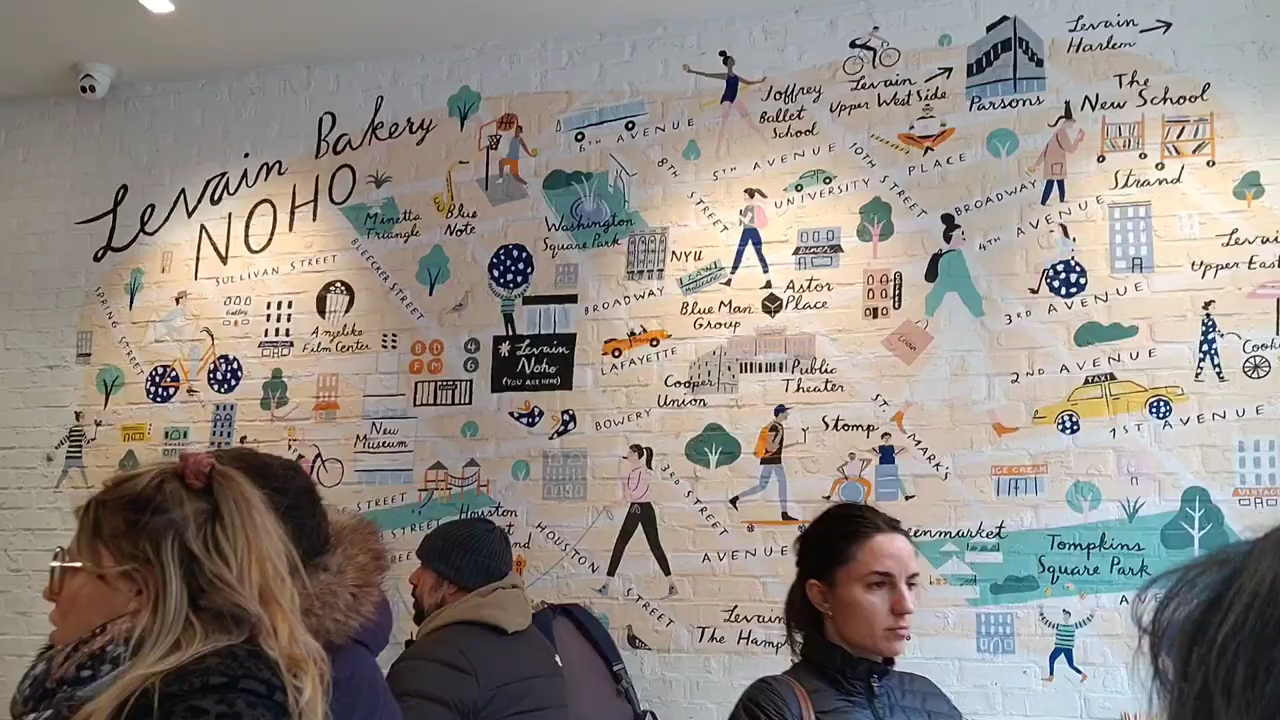 Levain Bakery
NOHO
Levain
Harlem
Levain
Upper West Side
Parsons
The
New School
Joffrey
Ballet
School
6TH AVENUE
5TH AVENUE
8TH STREET
10TH STREET
UNIVERSITY PLACE
BROADWAY
4TH AVENUE
Strand
Minetta
Triangle
Blue
Note
Washington
Square Park
BLEECKER STREET
SULLIVAN STREET
SPRING STREET
NYU
BROADWAY
Astor
Place
Blue Man
Group
3RD AVENUE
Upper East
Angelika
Film Center
Levain
Noho
(YOU ARE HERE)
LAFAYETTE
Cooper
Union
Public
Theater
2ND AVENUE
TAXI
1ST AVENUE
BOWERY
ST. MARK'S
Stomp
New
Museum
3RD STREET
ICE CREAM
STREET
STREET
Houston
HOUSTON
STREET
AVENUE
Tompkins
Square Park
Levain